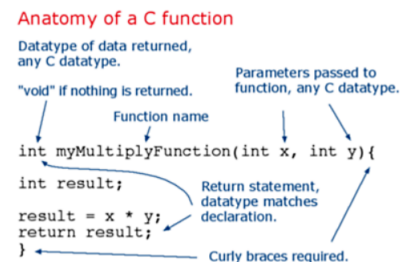 Anatomy of a C function
Datatype of data returned,
any C datatype.
"void" if nothing is returned.
Parameters passed to
function, any C datatype.
Function name
int myMultiplyFunction(int x, int y){
int result;
result = x * y;
return result;
}
Return statement,
datatype matches
declaration.
Curly braces required.